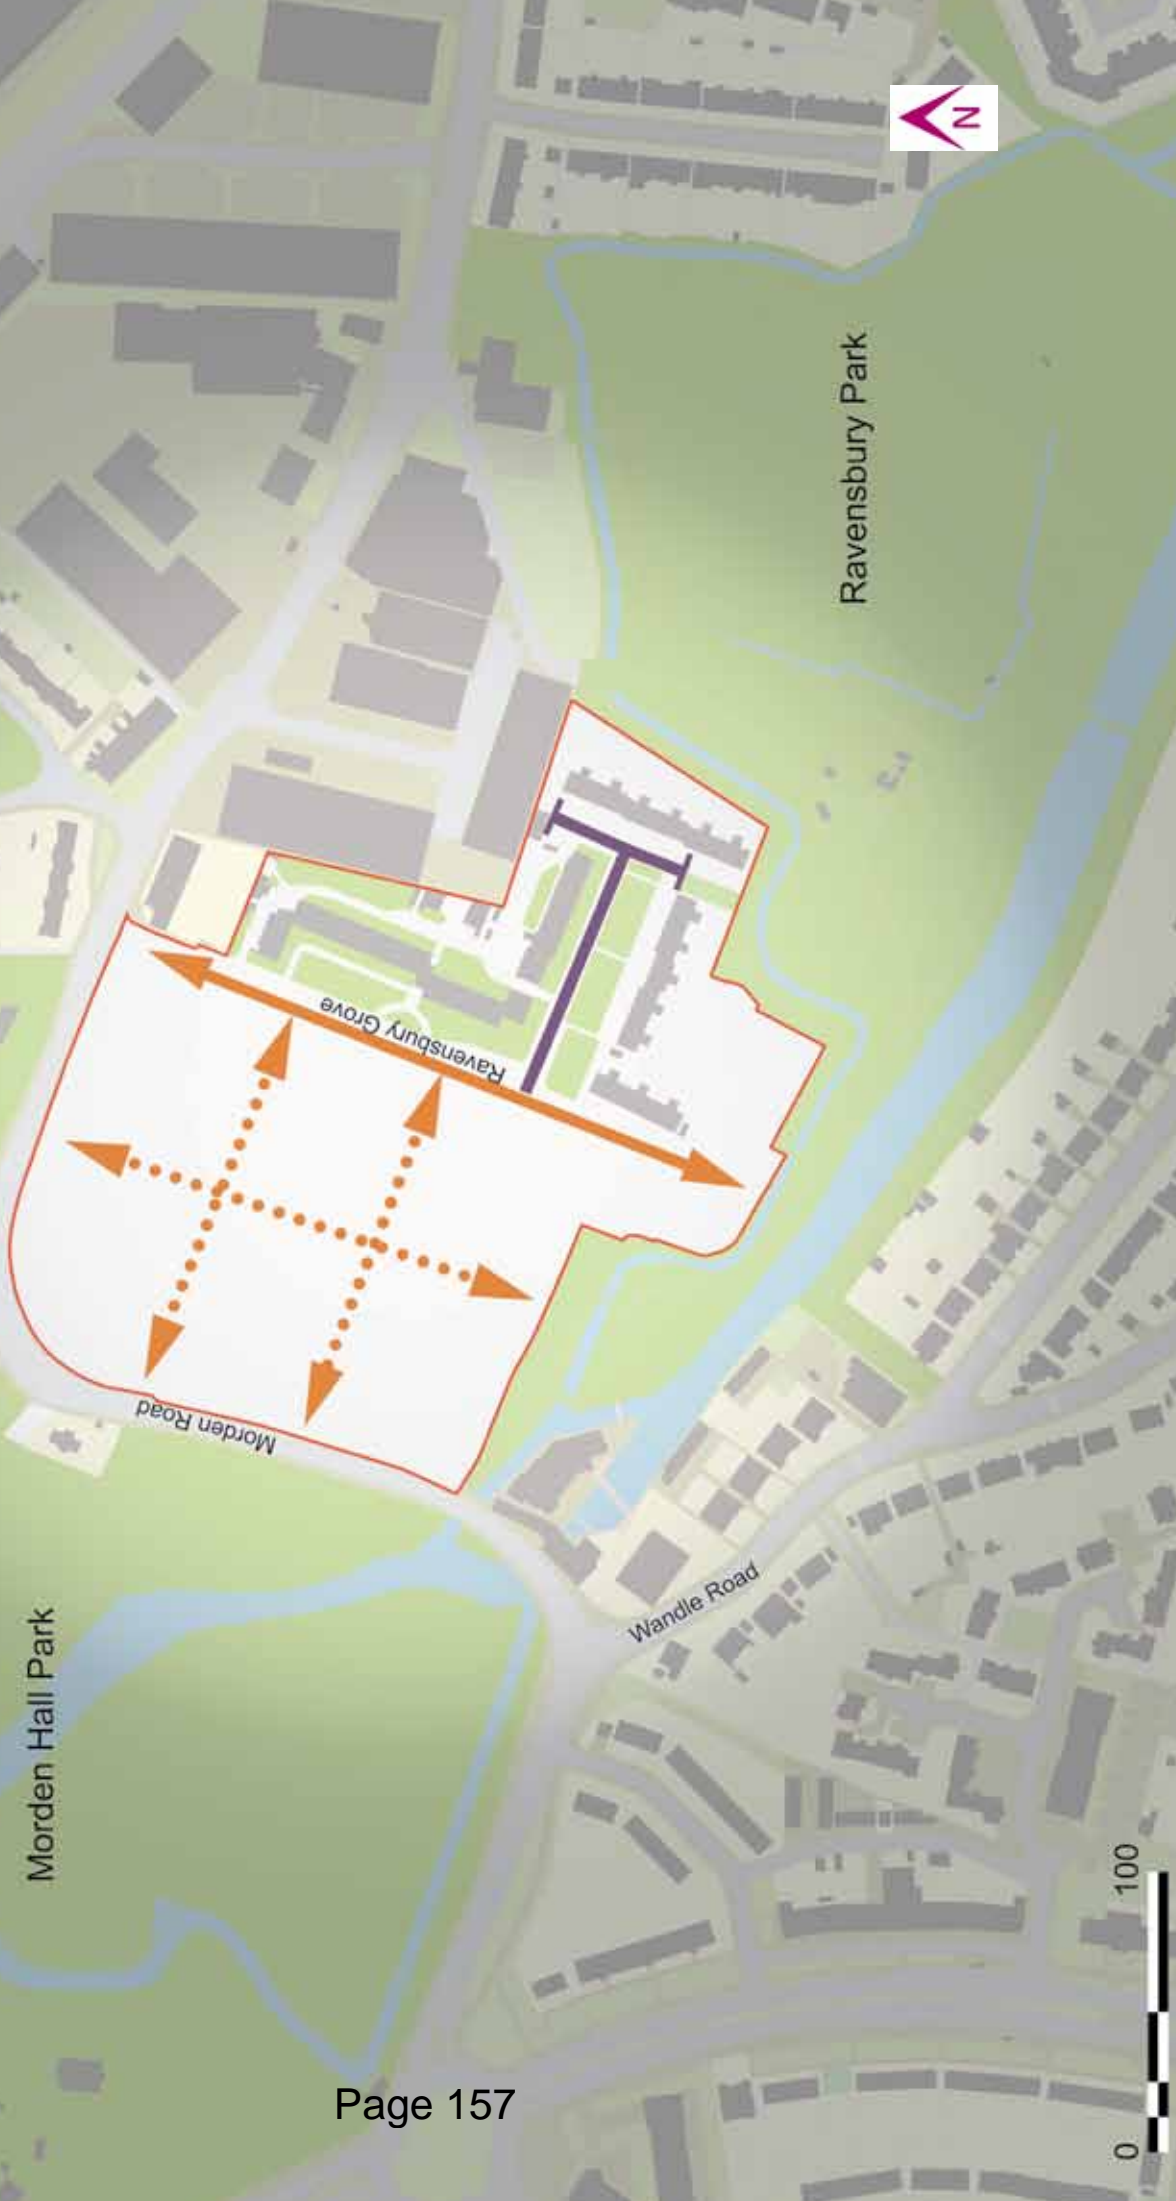 N
Ravensbury Park
Ravensbury Grove
Morden Road
Morden Hall Park
Wandle Road
0
100
Page 157